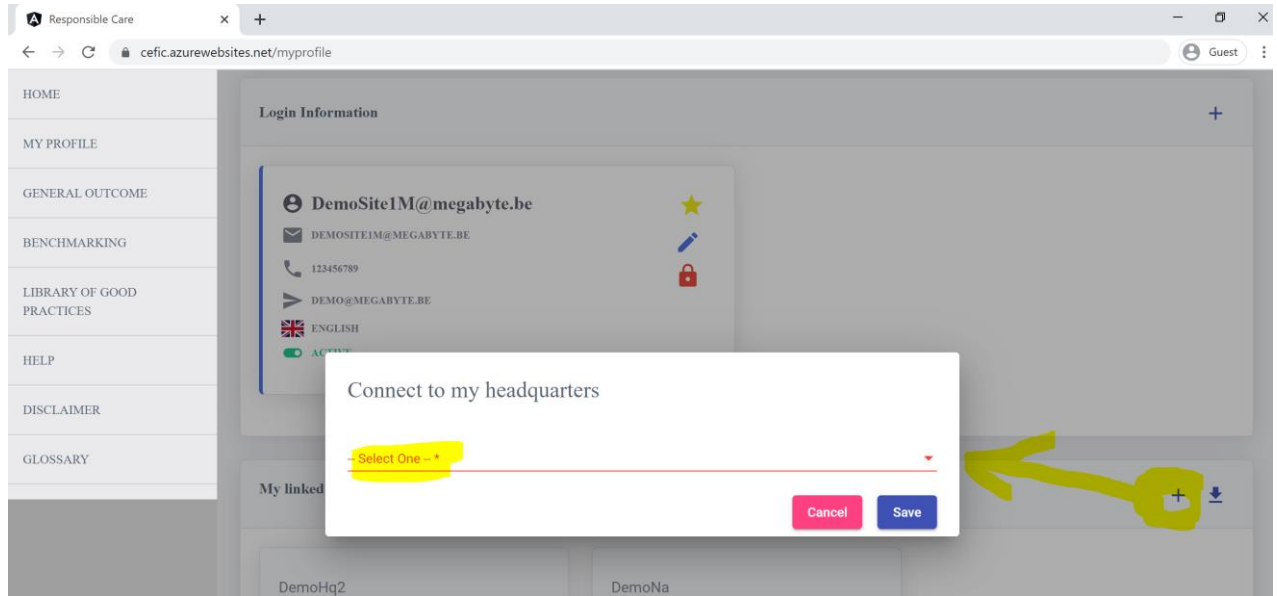 Responsible Care
cefic.azurewebsites.net/myprofile
Guest
HOME
MY PROFILE
GENERAL OUTCOME
BENCHMARKING
LIBRARY OF GOOD
PRACTICES
HELP
DISCLAIMER
GLOSSARY
Login Information
DemoSite1M@megabyte.be
DEMOSITE1M@MEGABYTE.BE
123456789
DEMO@MEGABYTE.BE
ENGLISH
Connect to my headquarters
-- Select One -- *
Cancel
Save
My linked
DemoHq2
DemoNa